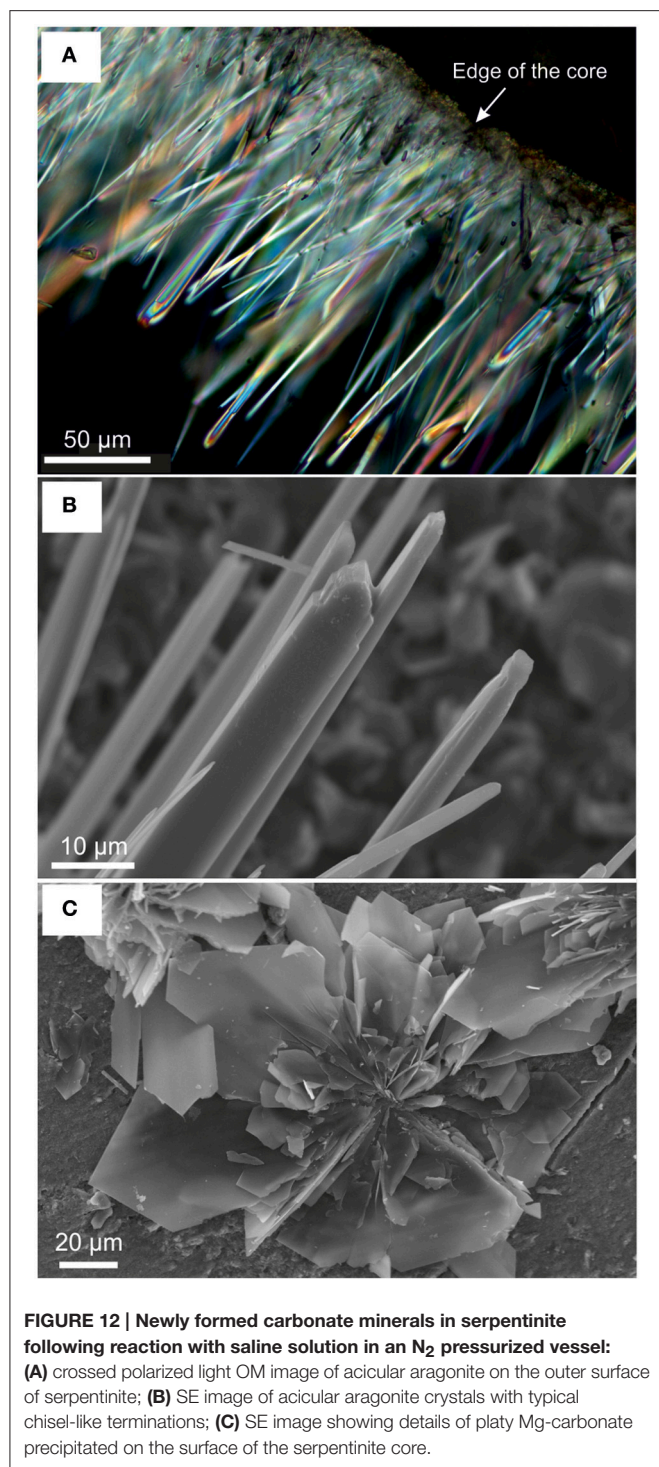 A
Edge of the core
50 µm
B
10 µm
C
20 µm
FIGURE 12 | Newly formed carbonate minerals in serpentinite
following reaction with saline solution in an N2 pressurized vessel:
(A) crossed polarized light OM image of acicular aragonite on the outer surface
of serpentinite; (B) SE image of acicular aragonite crystals with typical
chisel-like terminations; (C) SE image showing details of platy Mg-carbonate
precipitated on the surface of the serpentinite core.